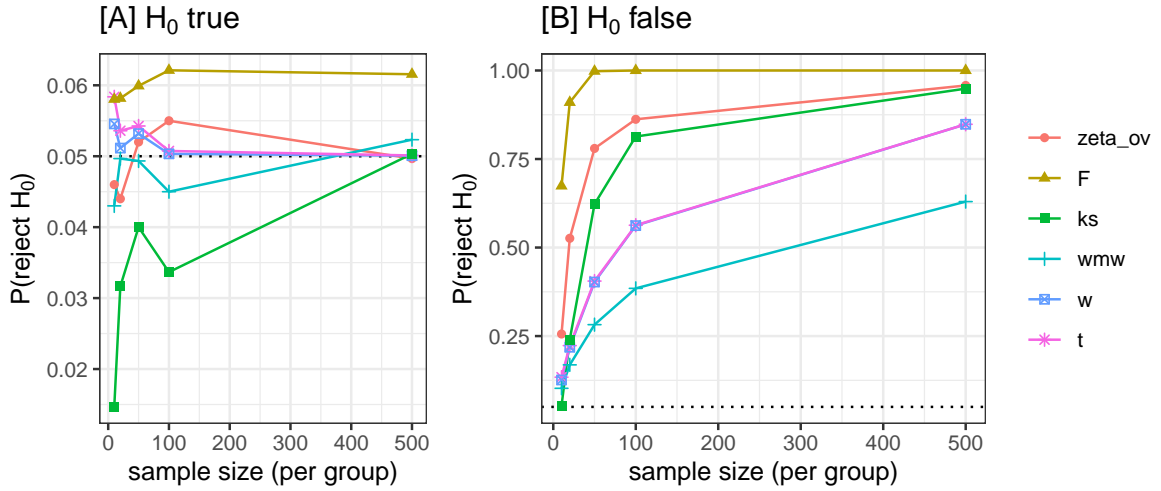 [A] H₀ true
P(reject H₀)
0.06
0.05
0.04
0.03
0.02
0 50 100 200 300 400 500
sample size (per group)
[B] H₀ false
P(reject H₀)
1.00
0.75
0.50
0.25
0 100 200 300 400 500
sample size (per group)
zeta_ov
F
ks
wmw
w
t